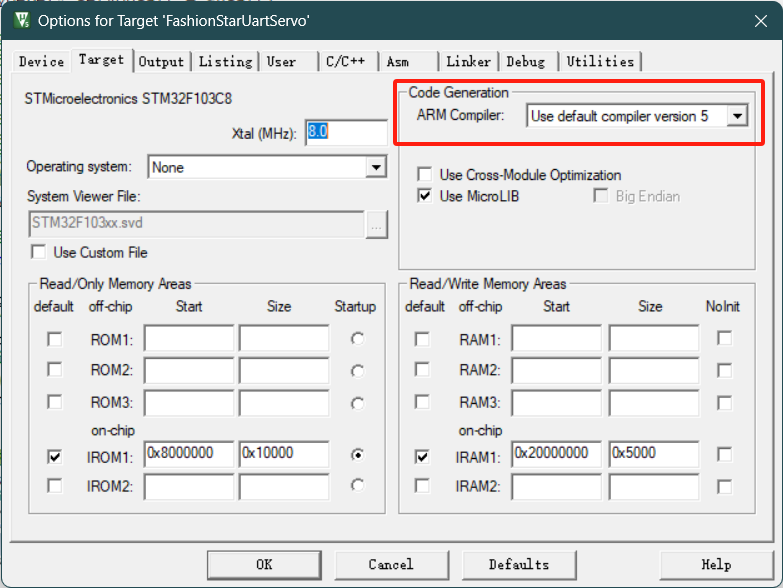 Options for Target 'FashionStarUartServo'
Device Target Output Listing User C/C++ Asm Linker Debug Utilities
STMicroelectronics STM32F103C8
Xtal (MHz): 8.0
Operating system: None
System Viewer File:
STM32F103xx.svd ...
Use Custom File
Code Generation
ARM Compiler: Use default compiler version 5
Use Cross-Module Optimization
Use MicroLIB Big Endian
Read/Only Memory Areas
default off-chip Start Size Startup
ROM1:
ROM2:
ROM3:
on-chip
IROM1: 0x8000000 0x10000
IROM2:
Read/Write Memory Areas
default off-chip Start Size NoInit
RAM1:
RAM2:
RAM3:
on-chip
IRAM1: 0x20000000 0x5000
IRAM2:
OK Cancel Defaults Help